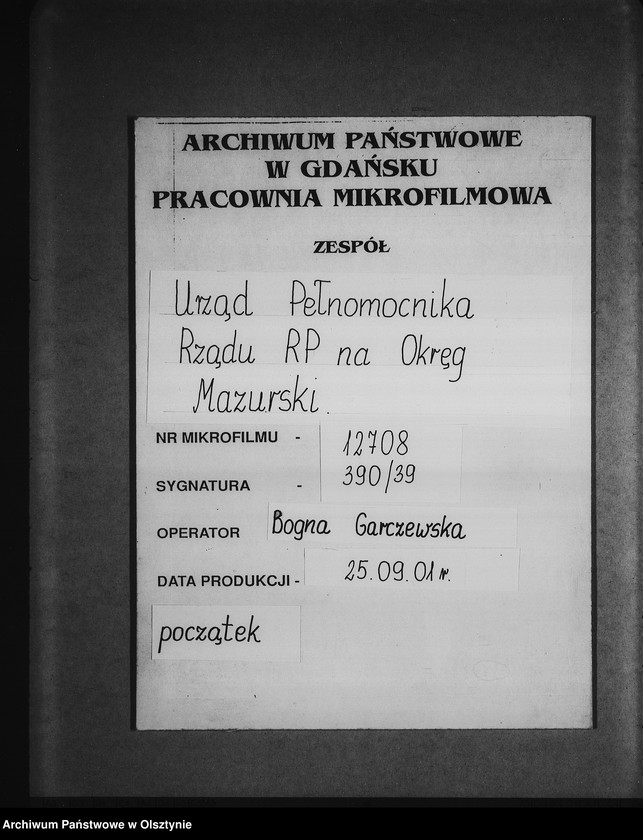 ARCHIWUM PAŃSTWOWE
W GDAŃSKU
PRACOWNIA MIKROFILMOWA
ZESPÓŁ
Urząd Pełnomocnika
Rządu RP na Okręg
Mazurski.
NR MIKROFILMU - 12708
SYGNATURA - 390/39
OPERATOR Bogna Garczewska
DATA PRODUKCJI - 25.09.01 r.
początek
Archiwum Państwowe w Olsztynie